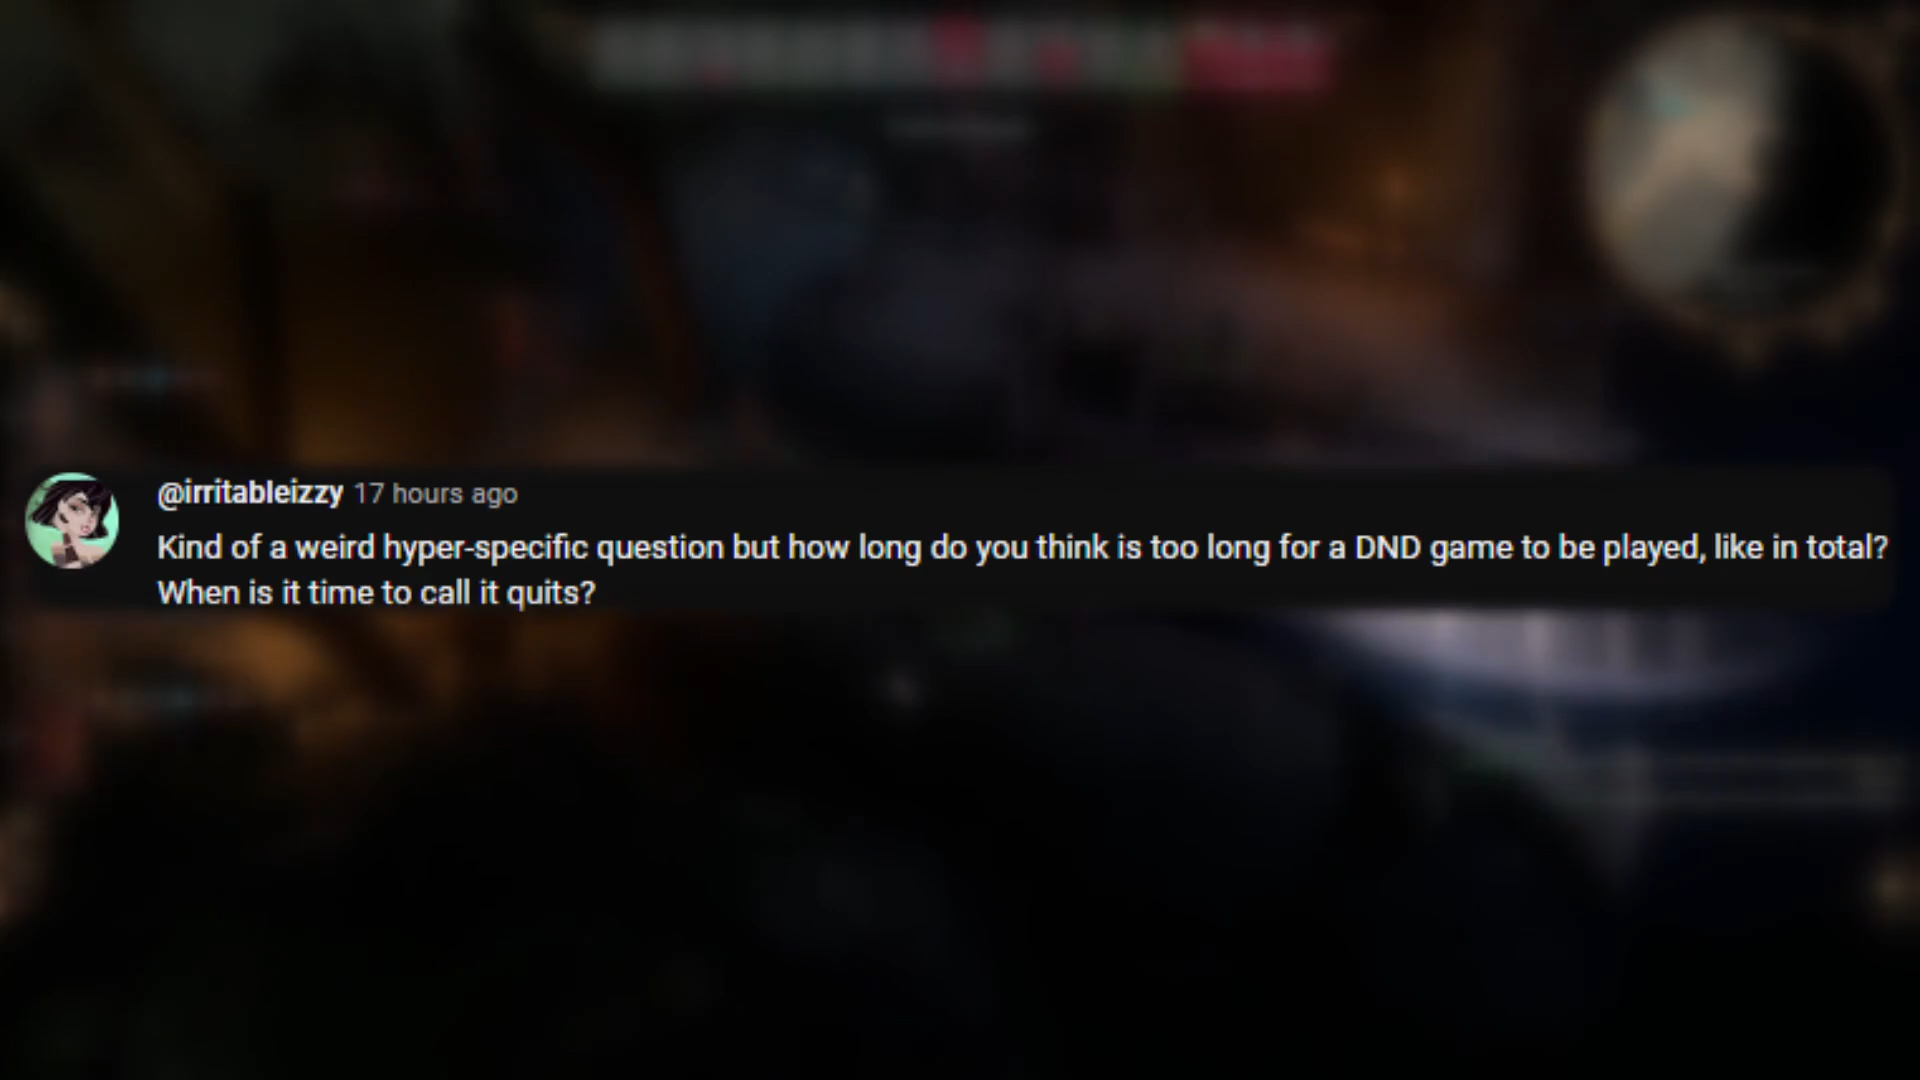 @irritableizzy 17 hours ago
Kind of a weird hyper-specific question but how long do you think is too long for a DND game to be played, like in total?
When is it time to call it quits?